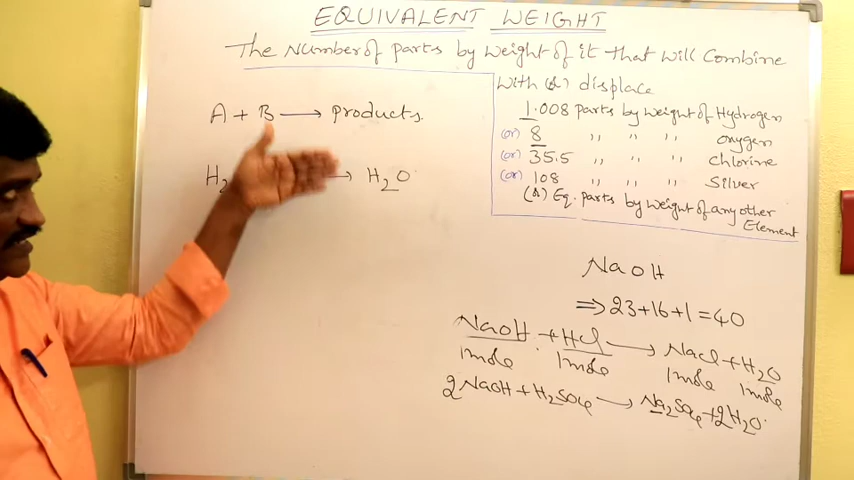 EQUIVALENT WEIGHT
The Number of parts by weight of it That will Combine
with (or) displace
1.008 parts by weight of Hydrogen
(or) 8 ,, ,, ,, oxygen
(or) 35.5 ,, ,, ,, chlorine
(or) 108 ,, ,, ,, Silver
(or) Eq. parts by weight of any other
Element
A + B ⟶ products.
H2 ⟶ H2O
NaOH
⇒ 23+16+1=40
NaOH + HCl ⟶ NaCl + H2O
1mole 1mole 1mole 1mole
2NaOH + H2SO4 ⟶ Na2SO4 + 2H2O